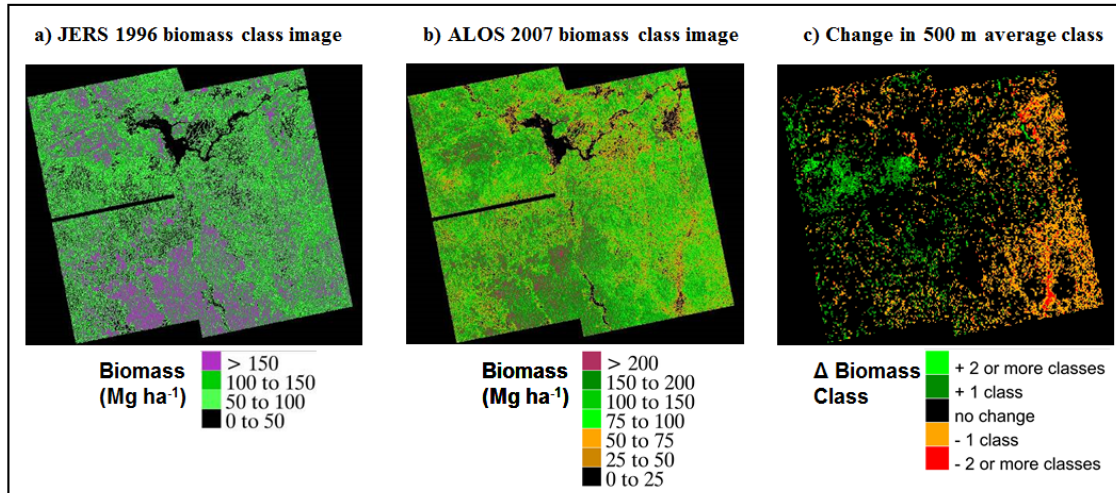 a) JERS 1996 biomass class image
b) ALOS 2007 biomass class image
c) Change in 500 m average class
Biomass
(Mg ha-1)
> 150
100 to 150
50 to 100
0 to 50
Biomass
(Mg ha-1)
> 200
150 to 200
100 to 150
75 to 100
50 to 75
25 to 50
0 to 25
Δ Biomass
Class
+ 2 or more classes
+ 1 class
no change
- 1 class
- 2 or more classes